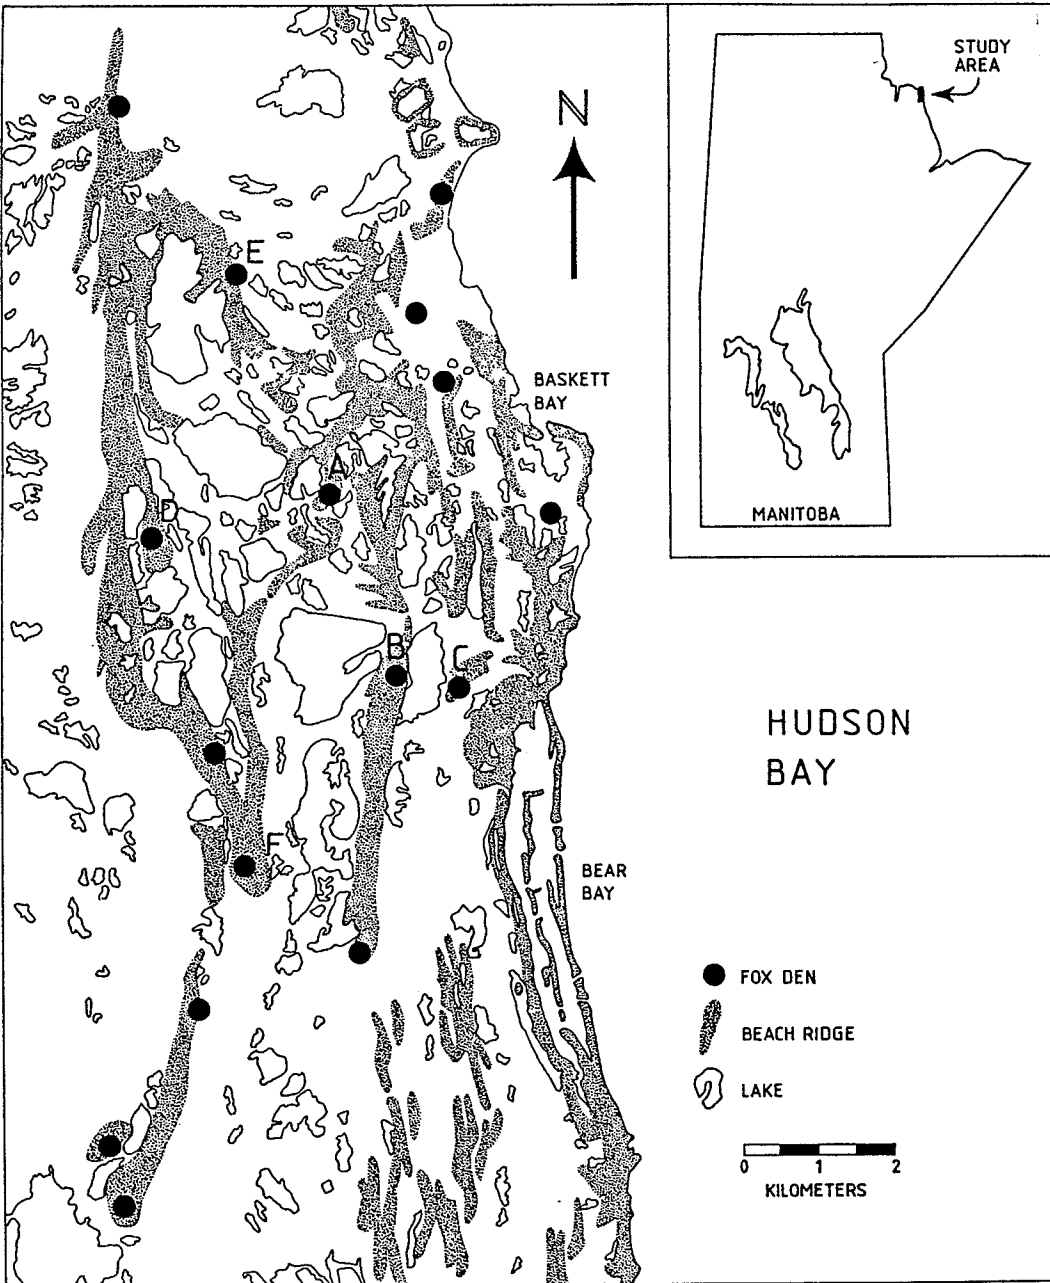 STUDY
AREA
N
E
BASKETT
BAY
A
D
MANITOBA
B
C
HUDSON
BAY
F
BEAR
BAY
FOX DEN
BEACH RIDGE
LAKE
0 1 2
KILOMETERS